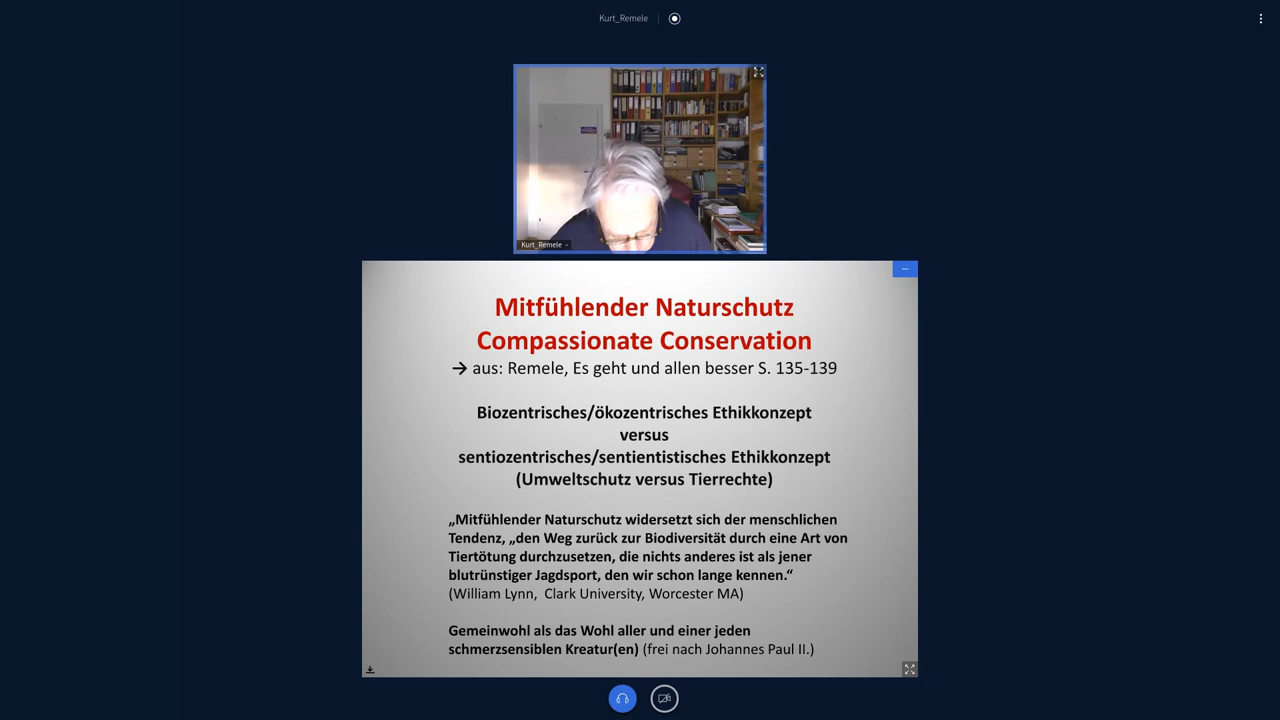 Kurt_Remele
Kurt_Remele
Mitfühlender Naturschutz
Compassionate Conservation
→ aus: Remele, Es geht und allen besser S. 135-139
Biozentrisches/ökozentrisches Ethikkonzept
versus
sentiozentrisches/sentientistisches Ethikkonzept
(Umweltschutz versus Tierrechte)
„Mitfühlender Naturschutz widersetzt sich der menschlichen
Tendenz, „den Weg zurück zur Biodiversität durch eine Art von
Tiertötung durchzusetzen, die nichts anderes ist als jener
blutrünstiger Jagdsport, den wir schon lange kennen.“
(William Lynn, Clark University, Worcester MA)
Gemeinwohl als das Wohl aller und einer jeden
schmerzsensiblen Kreatur(en) (frei nach Johannes Paul II.)